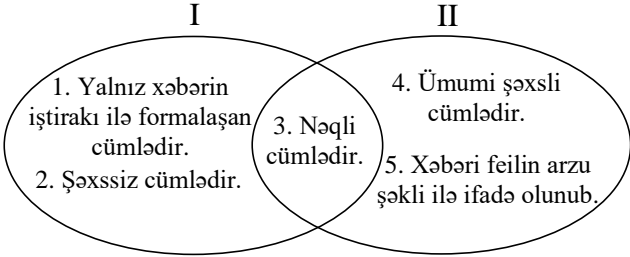 I
II
1. Yalnız xəbərin
iştirakı ilə formalaşan
cümlədir.
2. Şəxssiz cümlədir.
3. Nəqli
cümlədir.
4. Ümumi şəxsli
cümlədir.
5. Xəbəri feilin arzu
şəkli ilə ifadə olunub.